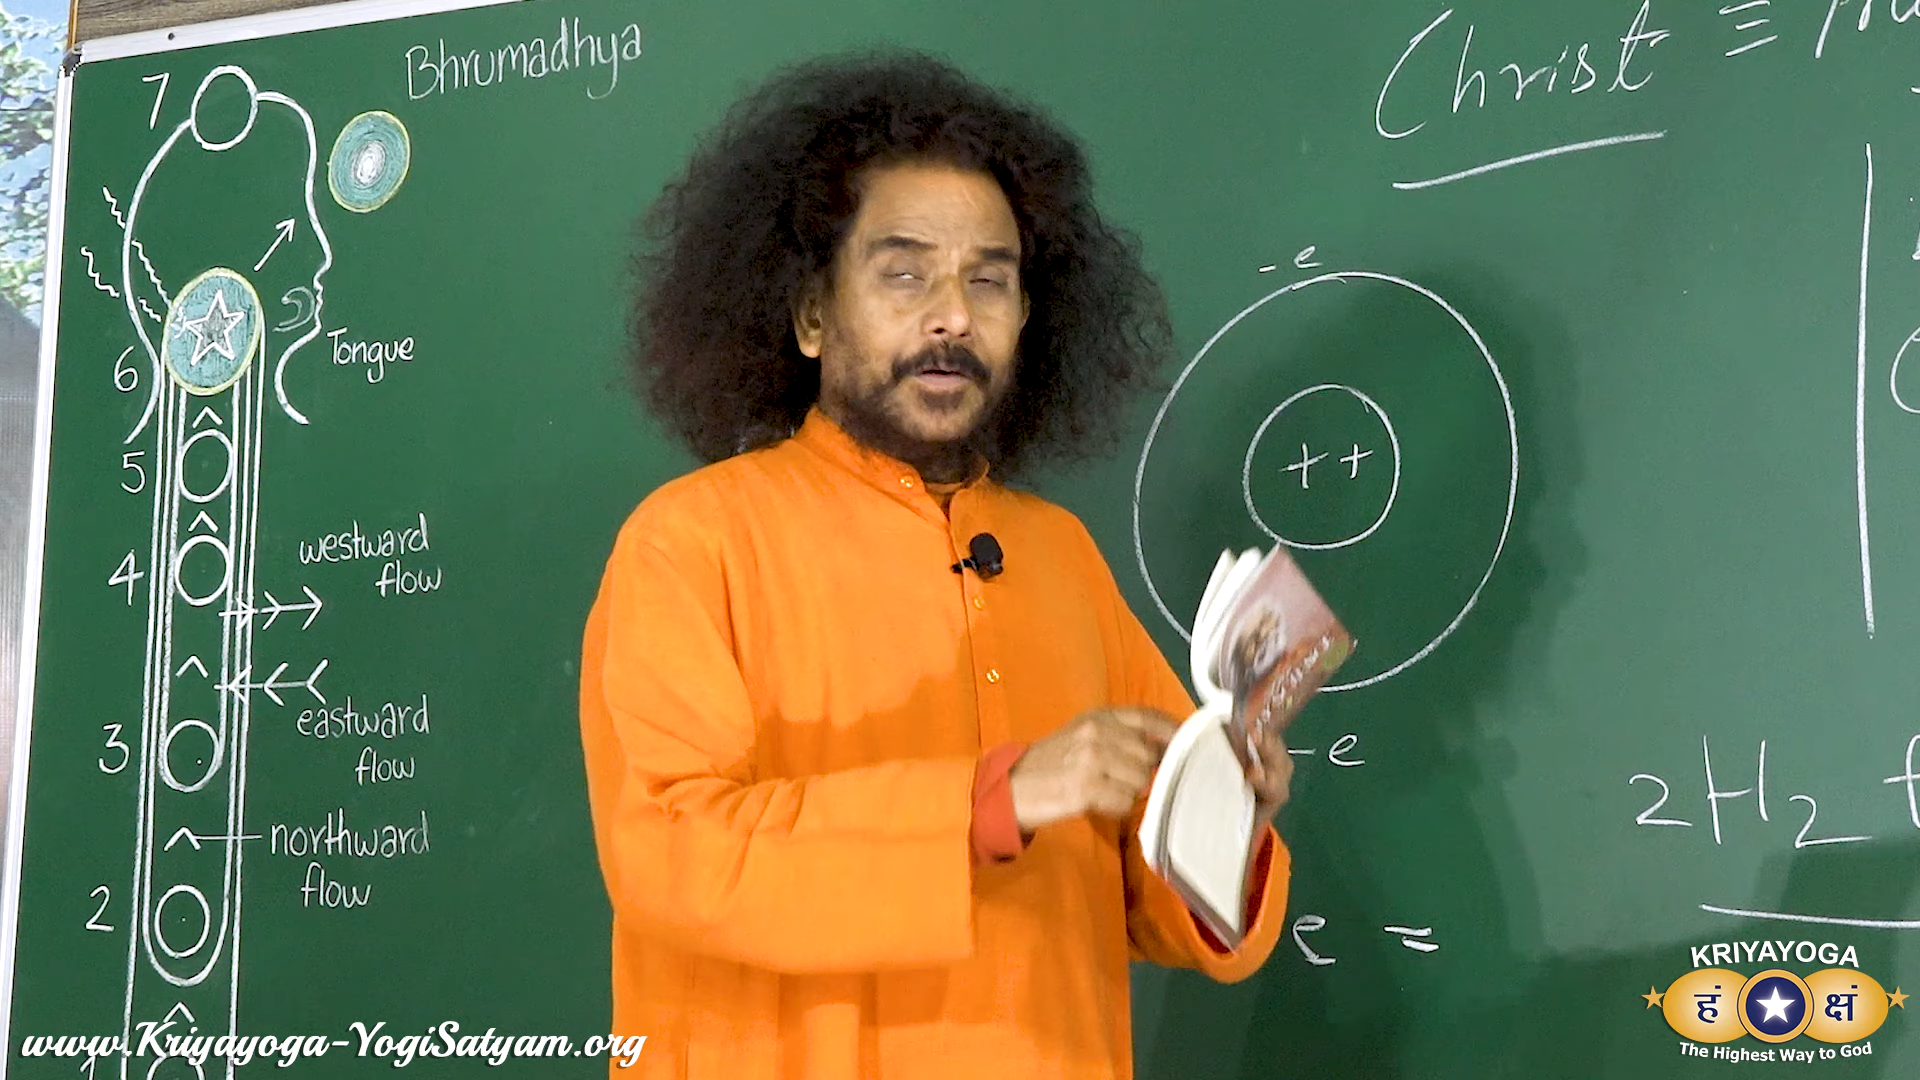 Bhrumadhya
7
6
Tongue
5
4
westward
flow
eastward
flow
3
northward
flow
2
1
Christ ≡
-e
+ +
-e
2H₂
e =
www.Kriyayoga-YogiSatyam.org
KRIYAYOGA
हं क्षं
The Highest Way to God